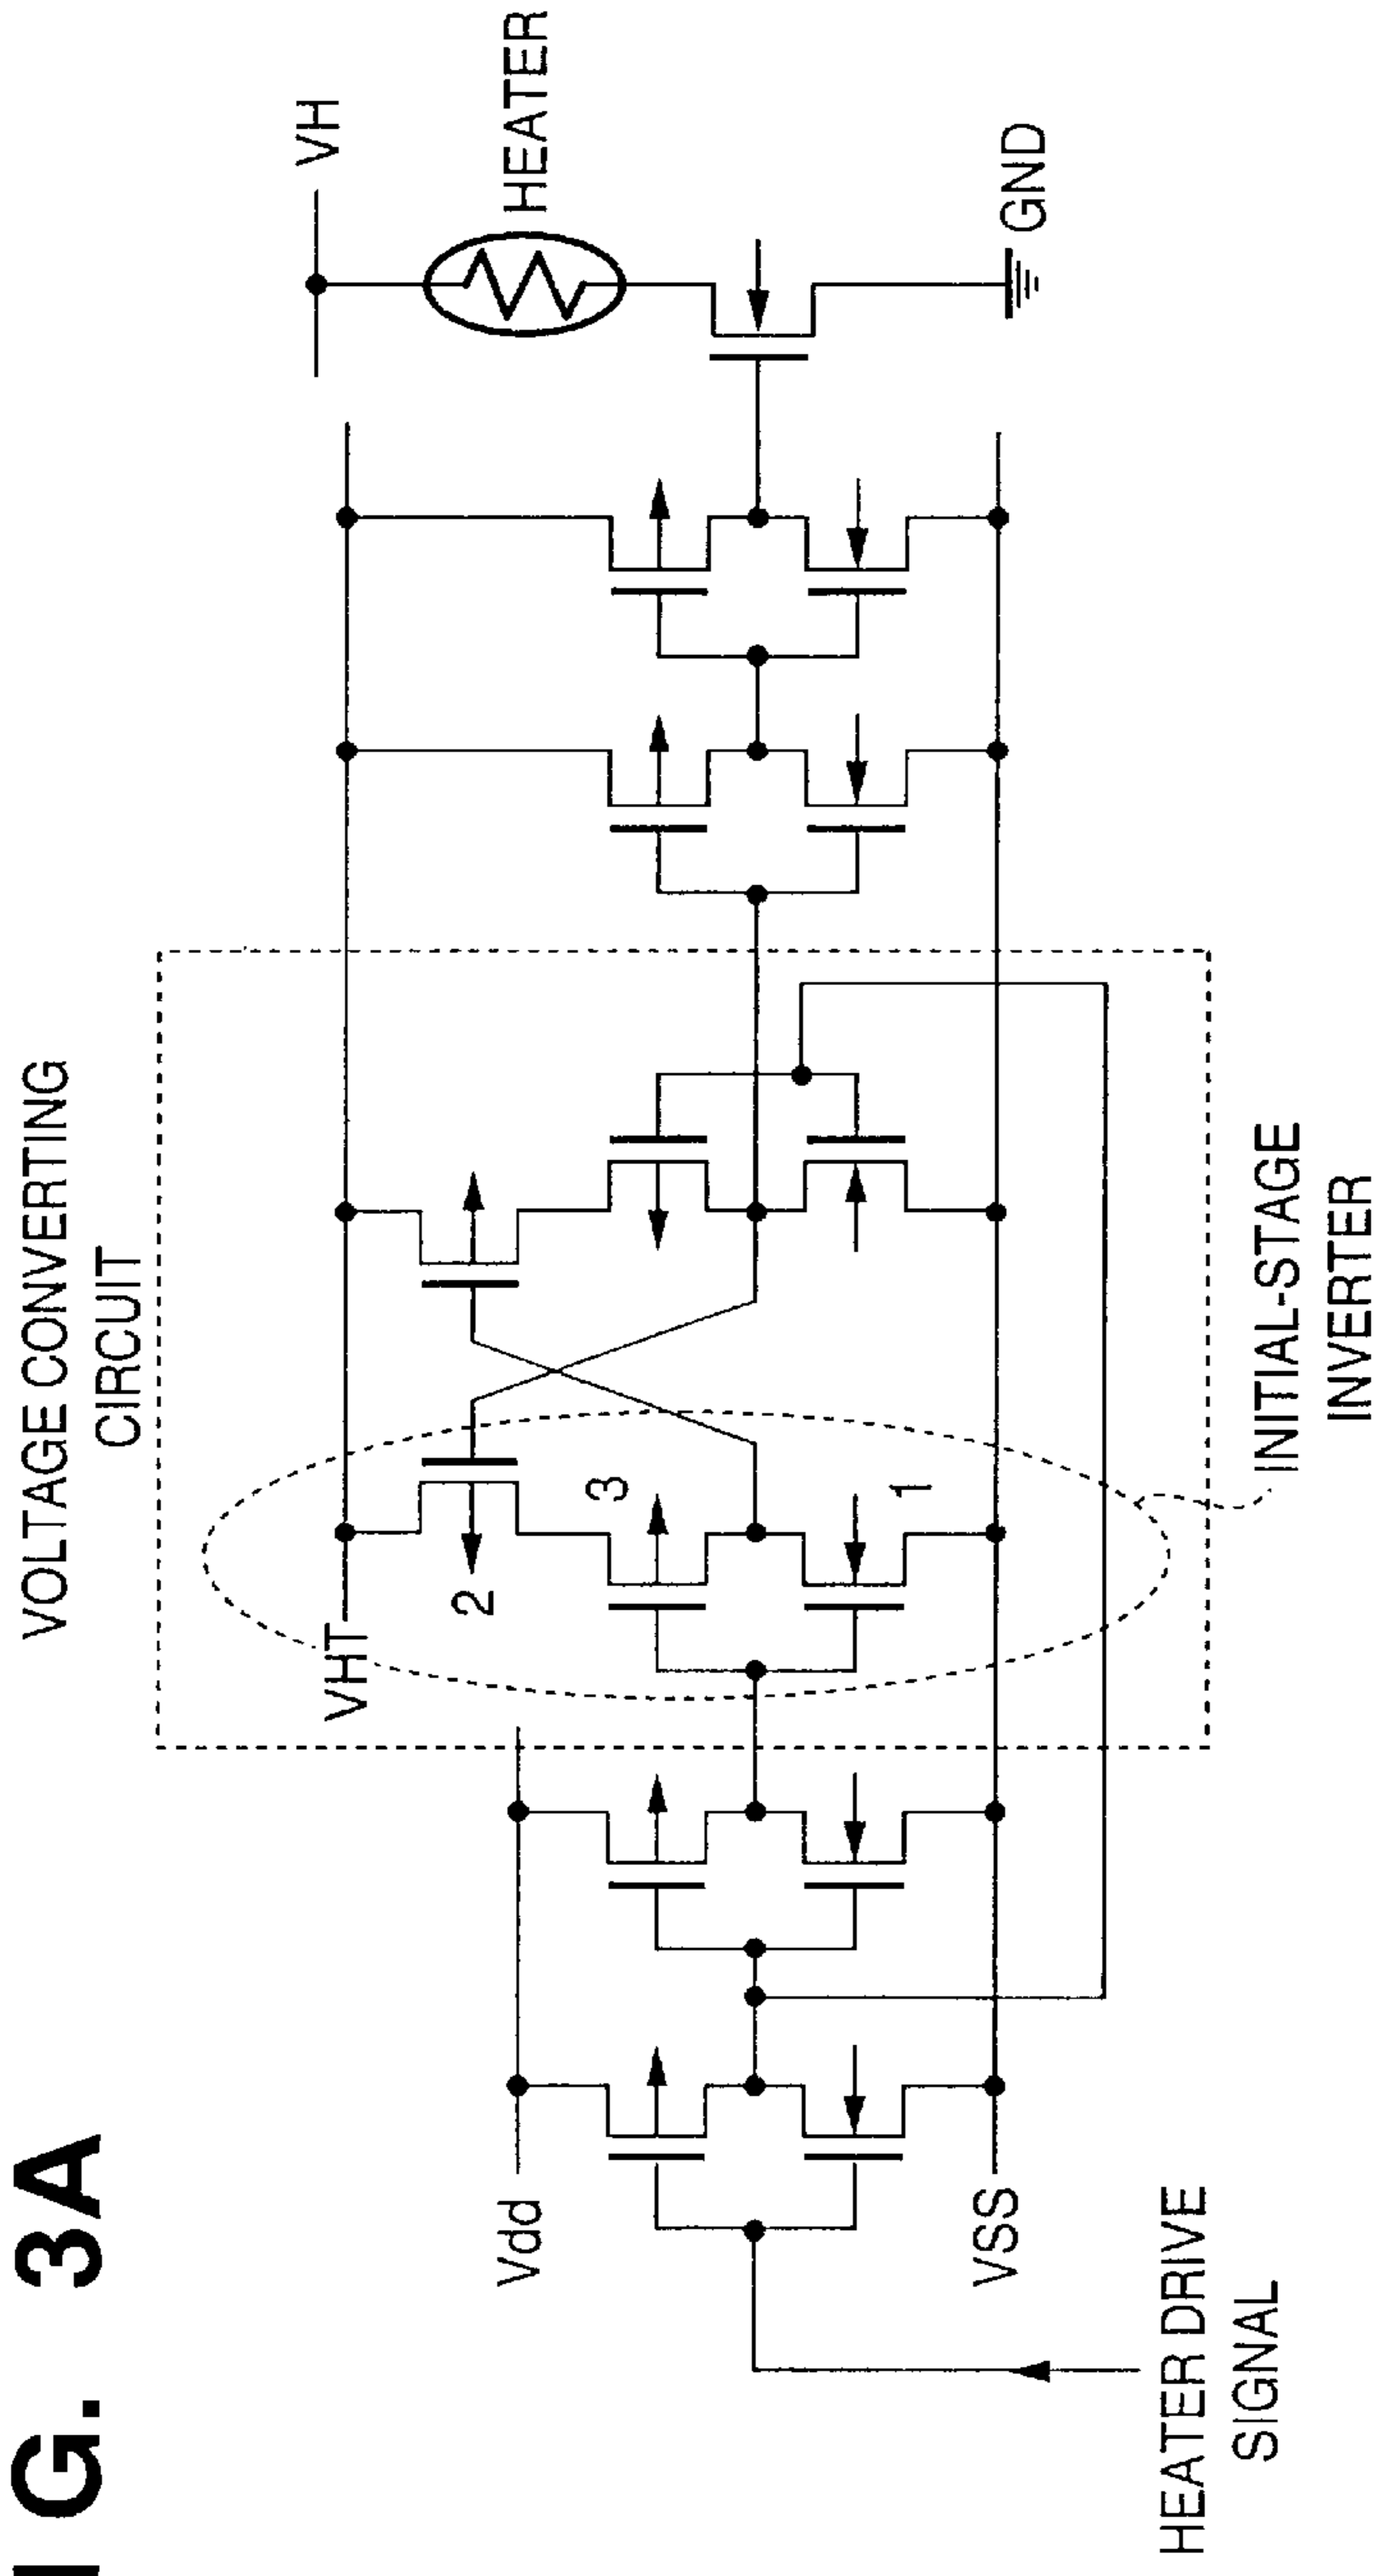 IG. 3A
VOLTAGE CONVERTING
CIRCUIT
VH
HEATER
VHT
Vdd
2
3
1
VSS
GND
HEATER DRIVE
SIGNAL
INITIAL-STAGE
INVERTER